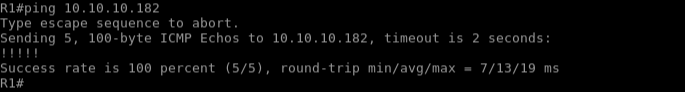 R1#ping 10.10.10.182
Type escape sequence to abort.
Sending 5, 100-byte ICMP Echos to 10.10.10.182, timeout is 2 seconds:
!!!!!
Success rate is 100 percent (5/5), round-trip min/avg/max = 7/13/19 ms
R1#